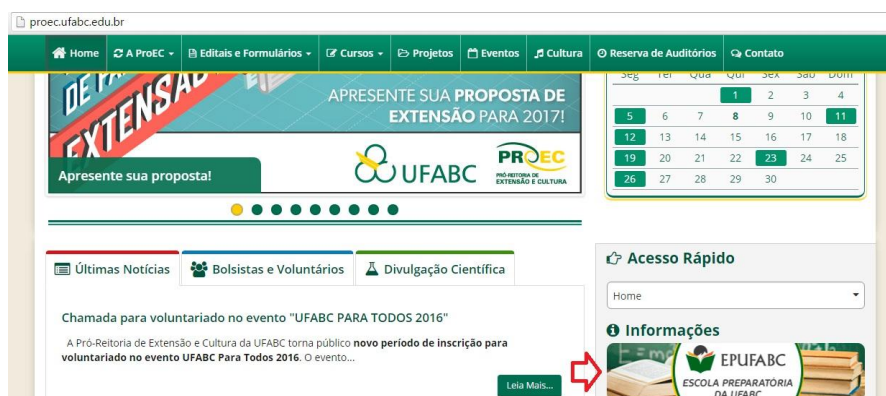 proec.ufabc.edu.br
Home A ProEC Editais e Formulários Cursos Projetos Eventos Cultura Reserva de Auditórios Contato
DE
EXTENSÃO
APRESENTE SUA PROPOSTA DE
EXTENSÃO PARA 2017!
UFABC
PROEC
PRÓ-REITORIA DE
EXTENSÃO E CULTURA
Apresente sua proposta!
Seg Ter Qua Qui Sex Sáb Dom
1 2 3 4
5 6 7 8 9 10 11
12 13 14 15 16 17 18
19 20 21 22 23 24 25
26 27 28 29 30
Últimas Notícias Bolsistas e Voluntários Divulgação Científica
Chamada para voluntariado no evento "UFABC PARA TODOS 2016"
A Pró-Reitoria de Extensão e Cultura da UFABC torna público novo período de inscrição para
voluntariado no evento UFABC Para Todos 2016. O evento...
Leia Mais...
Acesso Rápido
Home
Informações
EPUFABC
ESCOLA PREPARATÓRIA
DA UFABC